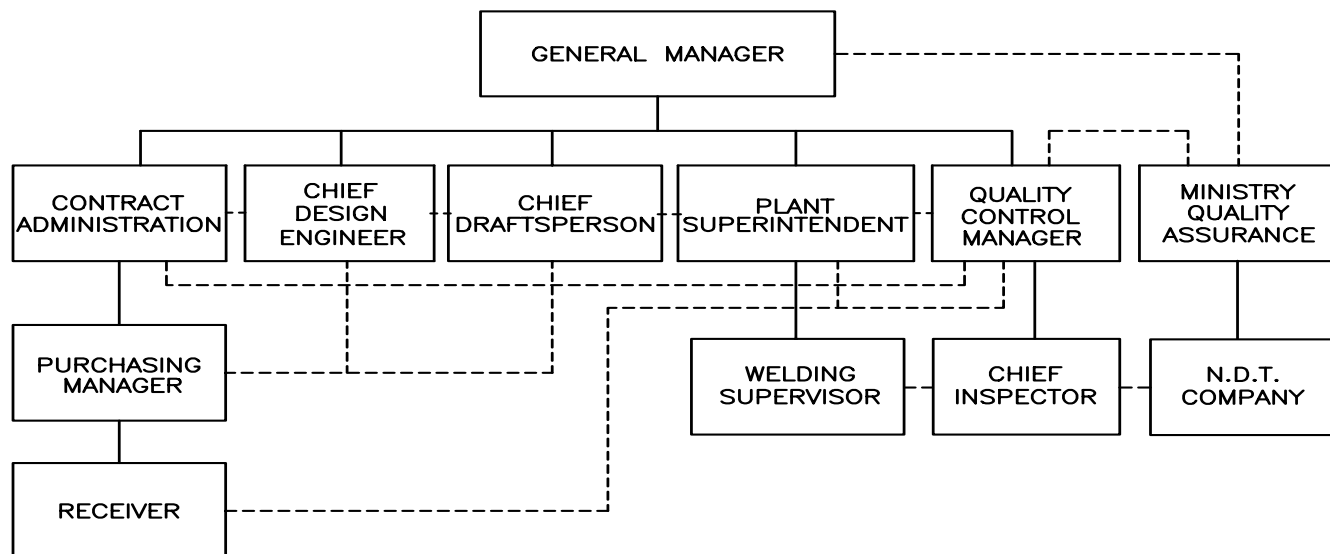 GENERAL MANAGER
CONTRACT
ADMINISTRATION
CHIEF
DESIGN
ENGINEER
CHIEF
DRAFTSPERSON
PLANT
SUPERINTENDENT
QUALITY
CONTROL
MANAGER
MINISTRY
QUALITY
ASSURANCE
PURCHASING
MANAGER
WELDING
SUPERVISOR
CHIEF
INSPECTOR
N.D.T.
COMPANY
RECEIVER